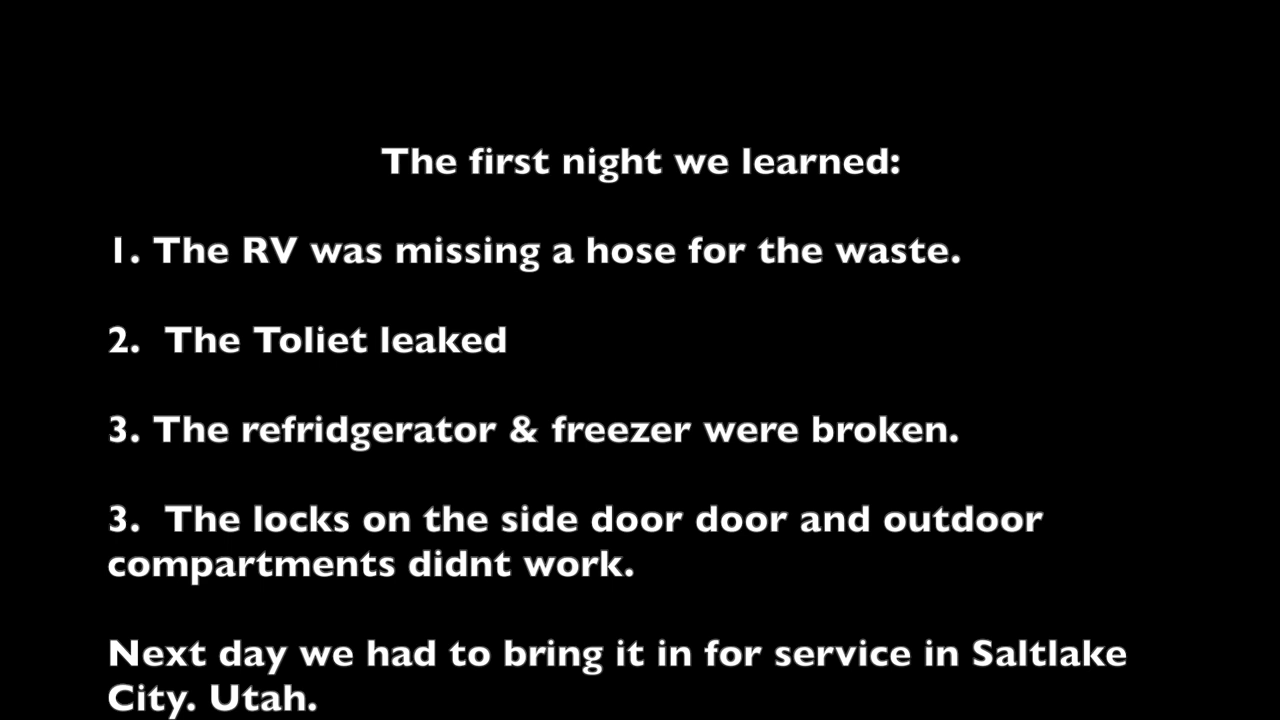 The first night we learned:
1. The RV was missing a hose for the waste.
2. The Toliet leaked
3. The refridgerator & freezer were broken.
3. The locks on the side door door and outdoor
compartments didnt work.
Next day we had to bring it in for service in Saltlake
City. Utah.